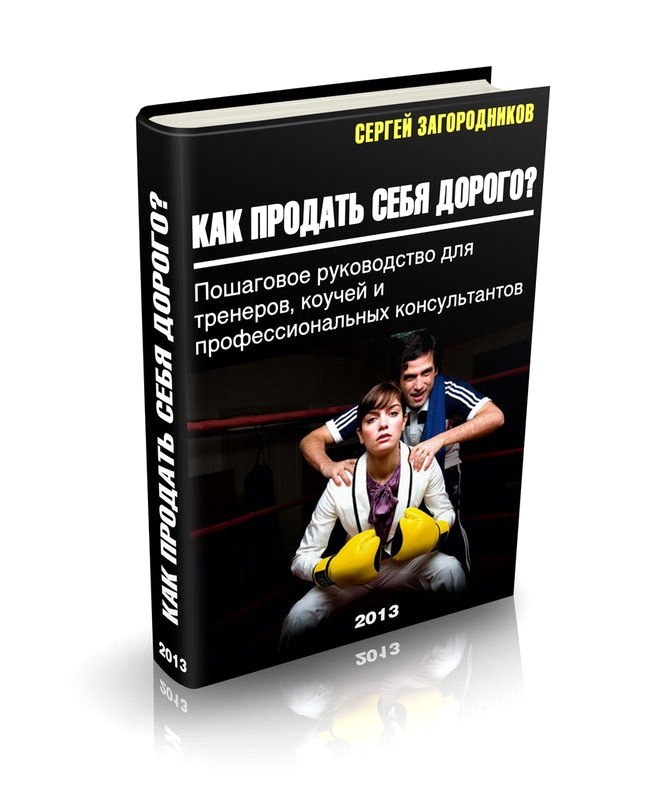 СЕРГЕЙ ЗАГОРОДНИКОВ
КАК ПРОДАТЬ СЕБЯ ДОРОГО?
Пошаговое руководство для
тренеров, коучей и
профессиональных консультантов
2013
КАК ПРОДАТЬ СЕБЯ ДОРОГО?
2013